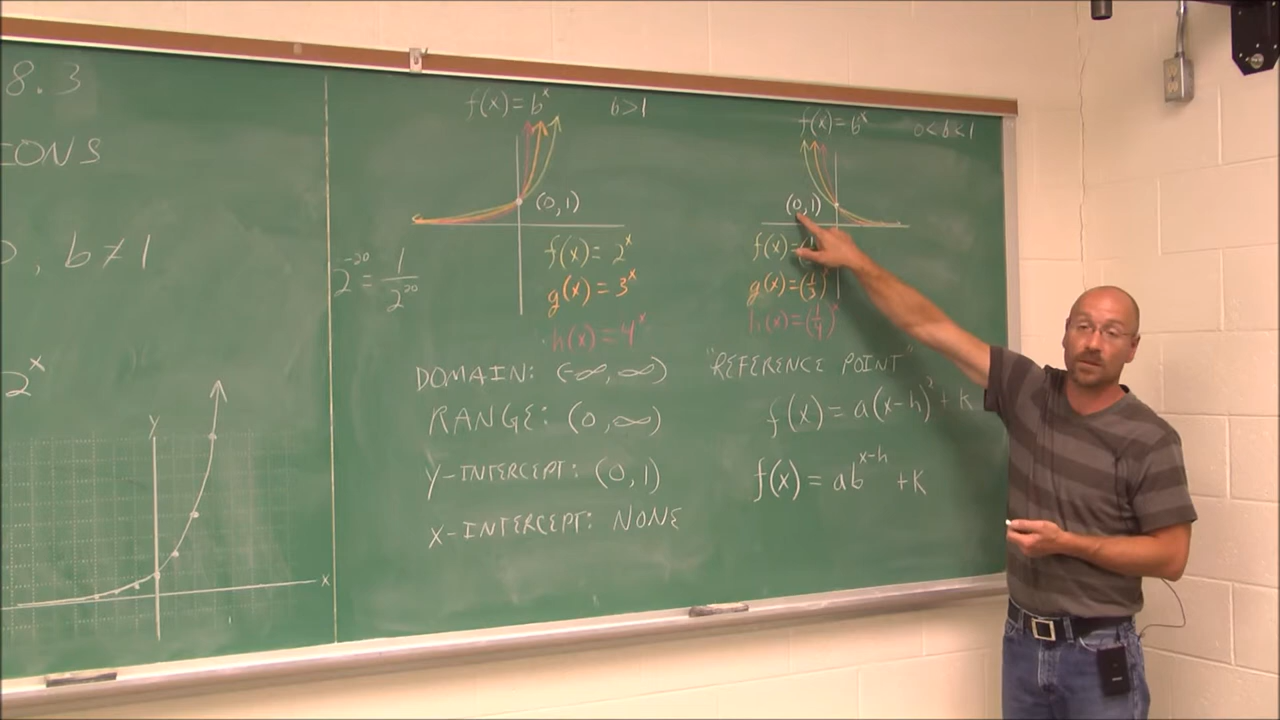 8.3
IONS
, b ≠ 1
2^x
y
x
f(x) = b^x b > 1
(0,1)
2^-20 = 1/2^20
f(x) = 2^x
g(x) = 3^x
h(x) = 4^x
DOMAIN: (-∞, ∞)
RANGE: (0, ∞)
Y-INTERCEPT: (0,1)
X-INTERCEPT: NONE
f(x) = b^x 0 < b < 1
(0,1)
f(x) = (
g(x) = (1/3)
h(x) = (1/4)^x
"REFERENCE POINT"
f(x) = a(x-h)^2 + K
f(x) = ab^x-h + K